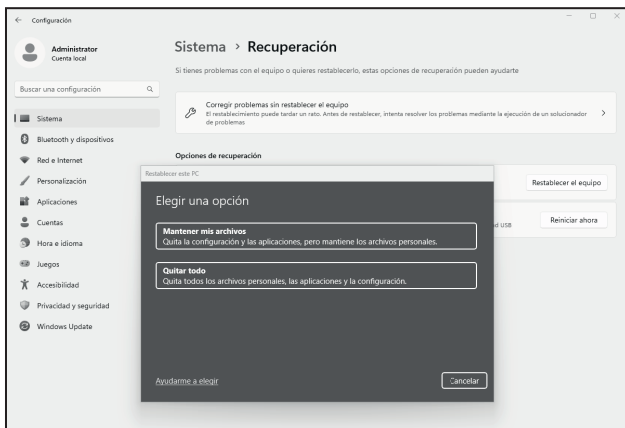 Configuración
Administrator
Cuenta local
Buscar una configuración
Sistema
Bluetooth y dispositivos
Red e Internet
Personalización
Aplicaciones
Cuentas
Hora e idioma
Juegos
Accesibilidad
Privacidad y seguridad
Windows Update
Sistema > Recuperación
Si tienes problemas con el equipo o quieres restablecerlo, estas opciones de recuperación pueden ayudarte
Corregir problemas sin restablecer el equipo
El restablecimiento puede tardar un rato. Antes de restablecer, intenta resolver los problemas mediante la ejecución de un solucionador
de problemas
Opciones de recuperación
Restablecer el equipo
d USB
Reiniciar ahora
Restablecer este PC
Elegir una opción
Mantener mis archivos
Quita la configuración y las aplicaciones, pero mantiene los archivos personales.
Quitar todo
Quita todos los archivos personales, las aplicaciones y la configuración.
Ayudarme a elegir
Cancelar